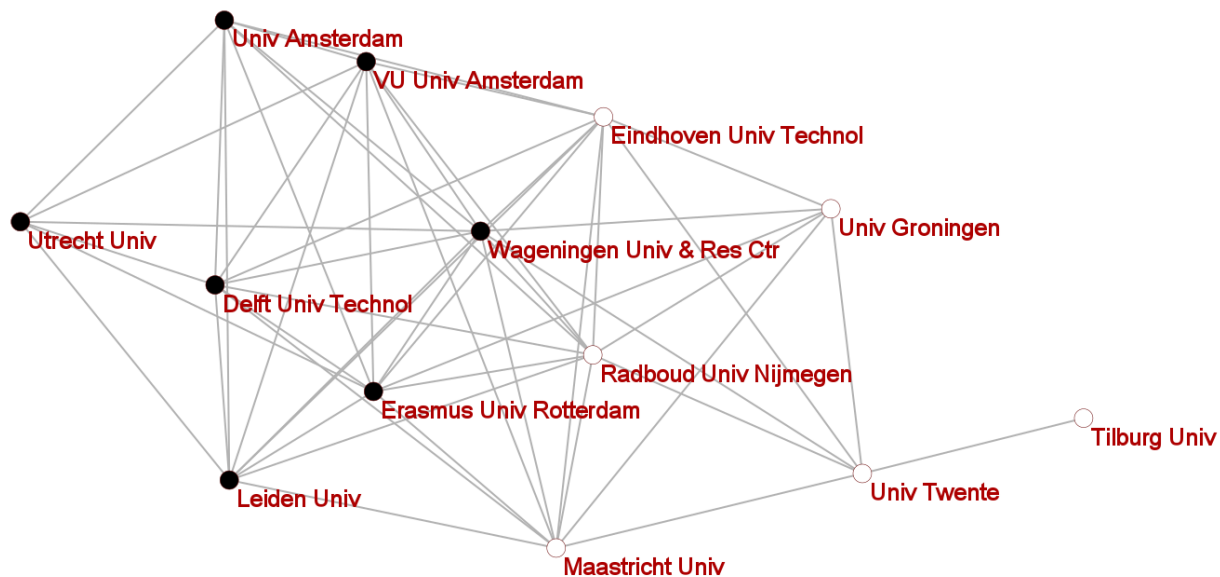 Univ Amsterdam
VU Univ Amsterdam
Eindhoven Univ Technol
Univ Groningen
Utrecht Univ
Wageningen Univ & Res Ctr
Delft Univ Technol
Radboud Univ Nijmegen
Erasmus Univ Rotterdam
Tilburg Univ
Leiden Univ
Univ Twente
Maastricht Univ